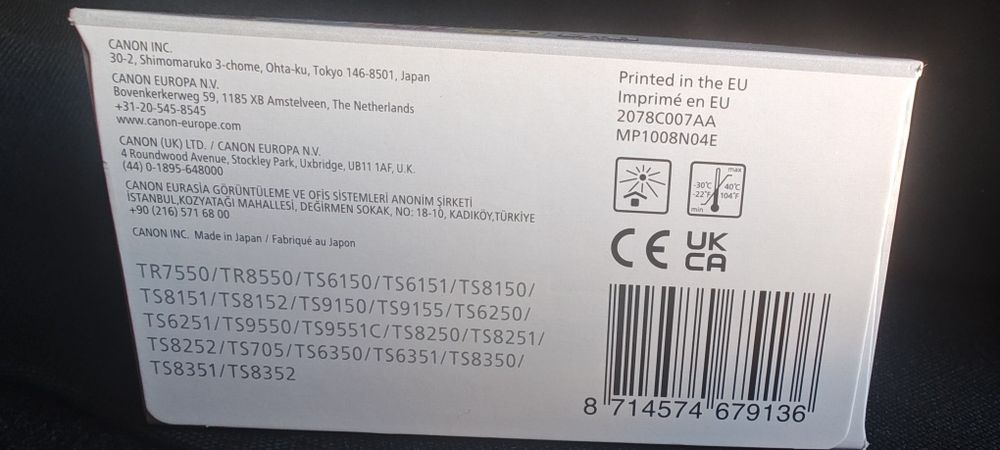 CANON INC.
30-2, Shimomaruko 3-chome, Ohta-ku, Tokyo 146-8501, Japan
CANON EUROPA N.V.
Bovenkerkerweg 59, 1185 XB Amstelveen, The Netherlands
+31-20-545-8545
www.canon-europe.com
CANON (UK) LTD. / CANON EUROPA N.V.
4 Roundwood Avenue, Stockley Park, Uxbridge, UB11 1AF, U.K.
(44) 0-1895-648000
CANON EURASİA GÖRÜNTÜLEME VE OFİS SİSTEMLERİ ANONİM ŞİRKETİ
İSTANBUL,KOZYATAĞI MAHALLESİ, DEĞİRMEN SOKAK, NO: 18-10, KADIKÖY,TÜRKİYE
+90 (216) 571 68 00
CANON INC. Made in Japan / Fabriqué au Japon
TR7550/TR8550/TS6150/TS6151/TS8150/
TS8151/TS8152/TS9150/TS9155/TS6250/
TS6251/TS9550/TS9551C/TS8250/TS8251/
TS8252/TS705/TS6350/TS6351/TS8350/
TS8351/TS8352
Printed in the EU
Imprimé en EU
2078C007AA
MP1008N04E
max
-30°C 40°C
-22°F 104°F
min
CE UK
CA
8 714574 679136